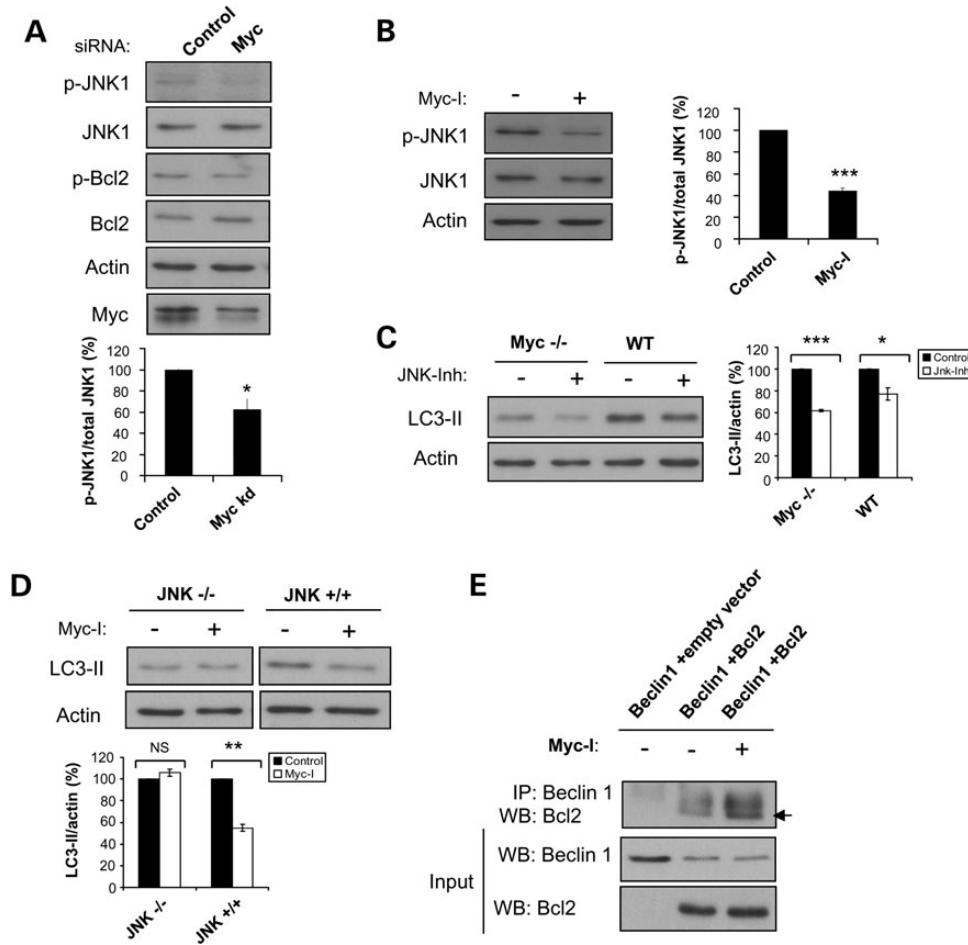 A
siRNA:
Control
Myc
p-JNK1
JNK1
p-Bcl2
Bcl2
Actin
Myc
p-JNK1/total JNK1 (%)
120
100
80
60
40
20
0
*
Control
Myc kd
B
Myc-I: - +
p-JNK1
JNK1
Actin
p-JNK1/total JNK1 (%)
120
100
80
60
40
20
0
***
Control
Myc-I
C
Myc -/- WT
JNK-Inh: - + - +
LC3-II
Actin
LC3-II/actin (%)
120
100
80
60
40
20
0
*** *
Control
Jnk-Inh
Myc -/-
WT
D
JNK -/- JNK +/+
Myc-I: - + - +
LC3-II
Actin
LC3-II/actin (%)
120
100
80
60
40
20
0
NS **
Control
Myc-I
JNK -/-
JNK +/+
E
Beclin1 +empty vector
Beclin1 +Bcl2
Beclin1 +Bcl2
Myc-I: - - +
IP: Beclin 1
WB: Bcl2
Input
WB: Beclin 1
WB: Bcl2